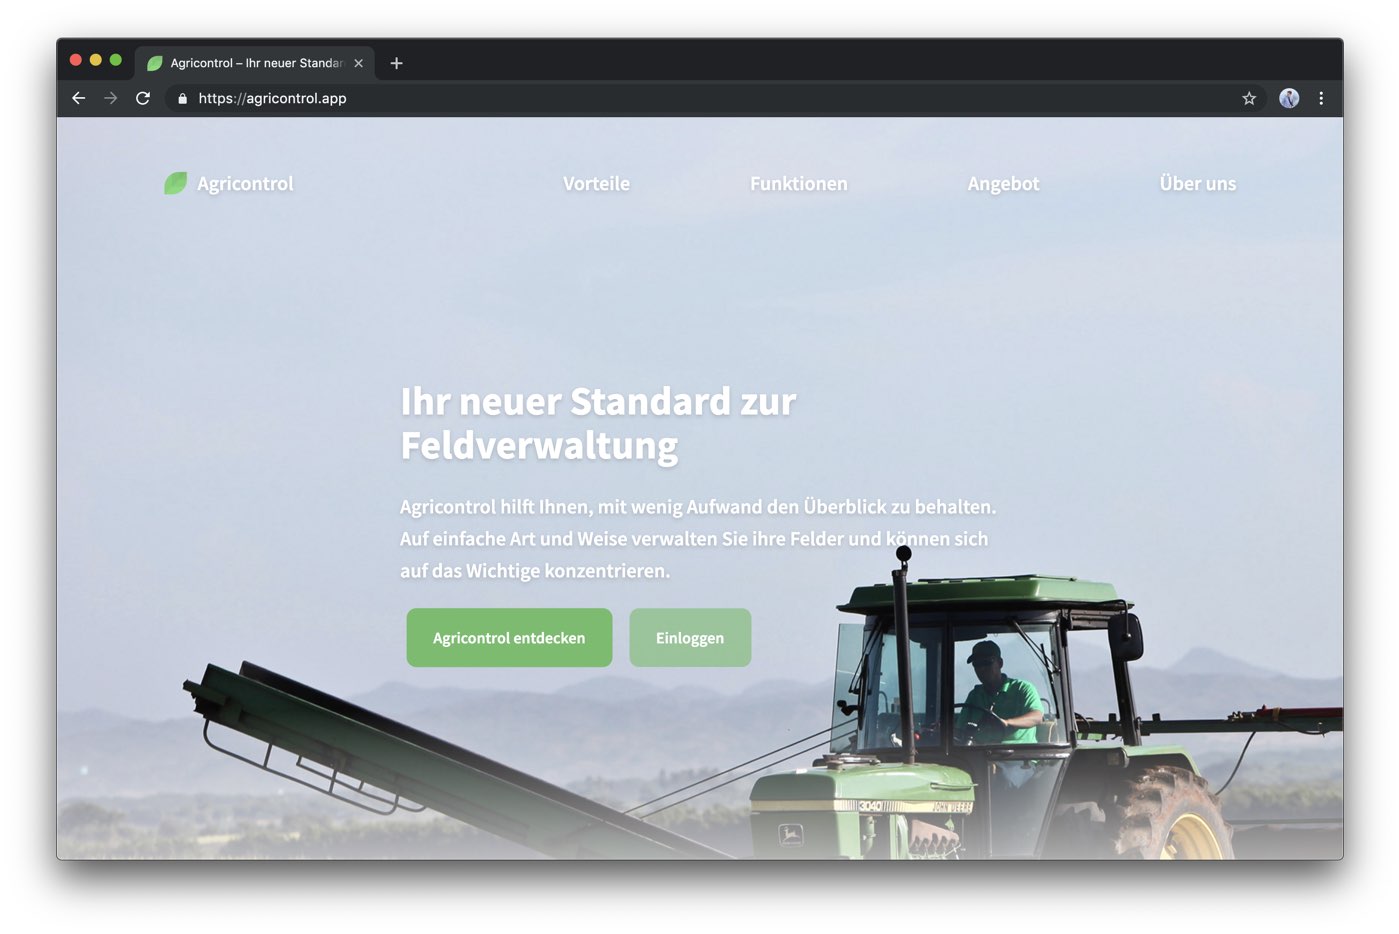 Agricontrol – Ihr neuer Standar
https://agricontrol.app
Agricontrol
Vorteile
Funktionen
Angebot
Über uns
Ihr neuer Standard zur
Feldverwaltung
Agricontrol hilft Ihnen, mit wenig Aufwand den Überblick zu behalten.
Auf einfache Art und Weise verwalten Sie ihre Felder und können sich
auf das Wichtige konzentrieren.
Agricontrol entdecken
Einloggen
3040
JOHN DEERE